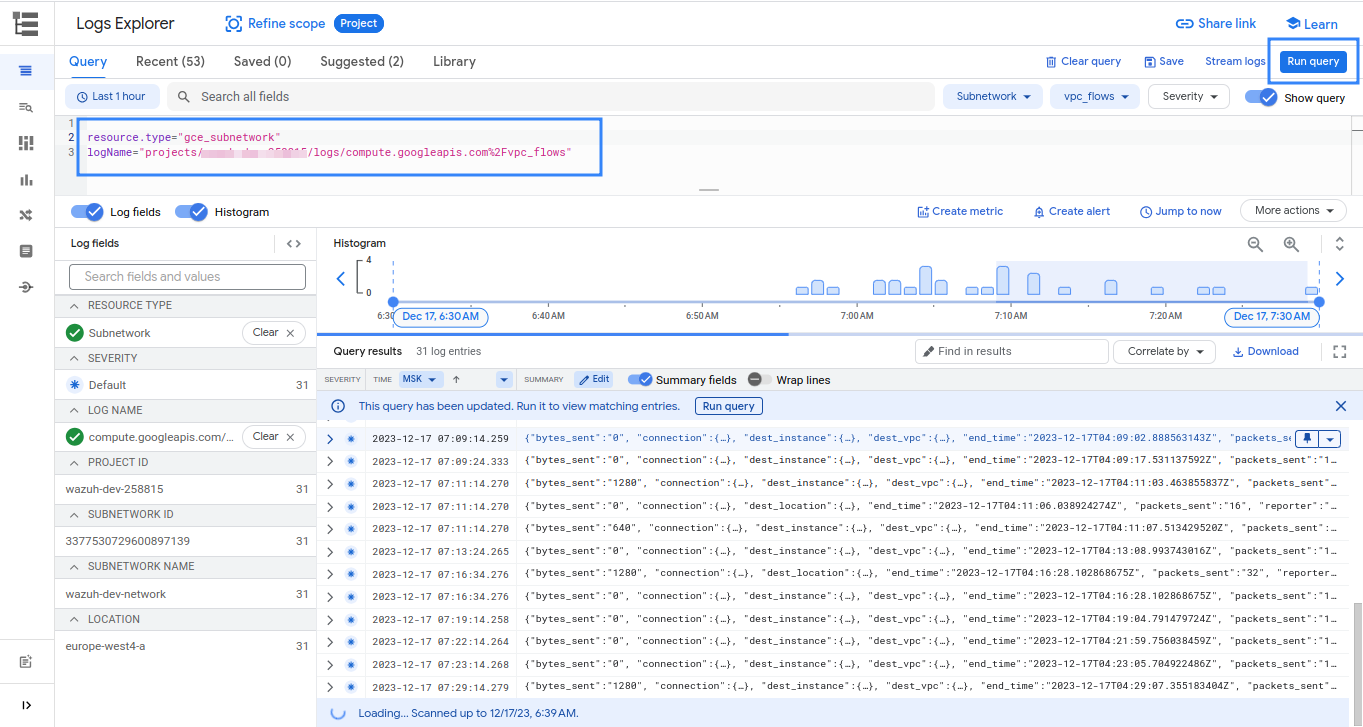 Logs Explorer Refine scope Project Share link Learn
Query Recent (53) Saved (0) Suggested (2) Library Clear query Save Stream logs Run query
Last 1 hour Search all fields Subnetwork vpc_flows Severity Show query
1
2 resource.type="gce_subnetwork"
3 logName="projects/ /logs/compute.googleapis.com%2Fvpc_flows"
Log fields Histogram Create metric Create alert Jump to now More actions
Log fields
Search fields and values
RESOURCE TYPE
Subnetwork Clear
SEVERITY
Default 31
LOG NAME
compute.googleapis.com/... Clear
PROJECT ID
wazuh-dev-258815 31
SUBNETWORK ID
3377530729600897139 31
SUBNETWORK NAME
wazuh-dev-network 31
LOCATION
europe-west4-a 31
Histogram
4
0
6:30 Dec 17, 6:30 AM 6:40 AM 6:50 AM 7:00 AM 7:10 AM 7:20 AM Dec 17, 7:30 AM
Query results 31 log entries Find in results Correlate by Download
SEVERITY TIME MSK SUMMARY Edit Summary fields Wrap lines
This query has been updated. Run it to view matching entries. Run query
2023-12-17 07:09:14.259 {"bytes_sent":"0", "connection":{…}, "dest_instance":{…}, "dest_vpc":{…}, "end_time":"2023-12-17T04:09:02.888563143Z", "packets_se
2023-12-17 07:09:24.333 {"bytes_sent":"0", "connection":{…}, "dest_instance":{…}, "dest_vpc":{…}, "end_time":"2023-12-17T04:09:17.531137592Z", "packets_sent":"1…
2023-12-17 07:11:14.270 {"bytes_sent":"1280", "connection":{…}, "dest_instance":{…}, "dest_vpc":{…}, "end_time":"2023-12-17T04:11:03.463855837Z", "packets_sent"…
2023-12-17 07:11:14.270 {"bytes_sent":"0", "connection":{…}, "dest_location":{…}, "end_time":"2023-12-17T04:11:06.038924274Z", "packets_sent":"16", "reporter":"…
2023-12-17 07:11:14.270 {"bytes_sent":"640", "connection":{…}, "dest_instance":{…}, "dest_vpc":{…}, "end_time":"2023-12-17T04:11:07.513429520Z", "packets_sent":…
2023-12-17 07:13:24.265 {"bytes_sent":"0", "connection":{…}, "dest_instance":{…}, "dest_vpc":{…}, "end_time":"2023-12-17T04:13:08.993743016Z", "packets_sent":"1…
2023-12-17 07:16:34.276 {"bytes_sent":"1280", "connection":{…}, "dest_location":{…}, "end_time":"2023-12-17T04:16:28.102868675Z", "packets_sent":"32", "reporter…
2023-12-17 07:16:34.276 {"bytes_sent":"0", "connection":{…}, "dest_instance":{…}, "dest_vpc":{…}, "end_time":"2023-12-17T04:16:28.102868675Z", "packets_sent":"1…
2023-12-17 07:19:14.258 {"bytes_sent":"0", "connection":{…}, "dest_instance":{…}, "dest_vpc":{…}, "end_time":"2023-12-17T04:19:04.791479724Z", "packets_sent":"1…
2023-12-17 07:22:14.264 {"bytes_sent":"0", "connection":{…}, "dest_instance":{…}, "dest_vpc":{…}, "end_time":"2023-12-17T04:21:59.756038459Z", "packets_sent":"1…
2023-12-17 07:23:14.268 {"bytes_sent":"0", "connection":{…}, "dest_instance":{…}, "dest_vpc":{…}, "end_time":"2023-12-17T04:23:05.704922486Z", "packets_sent":"1…
2023-12-17 07:29:14.279 {"bytes_sent":"1280", "connection":{…}, "dest_instance":{…}, "dest_vpc":{…}, "end_time":"2023-12-17T04:29:07.355183404Z", "packets_sent"…
Loading... Scanned up to 12/17/23, 6:39 AM.